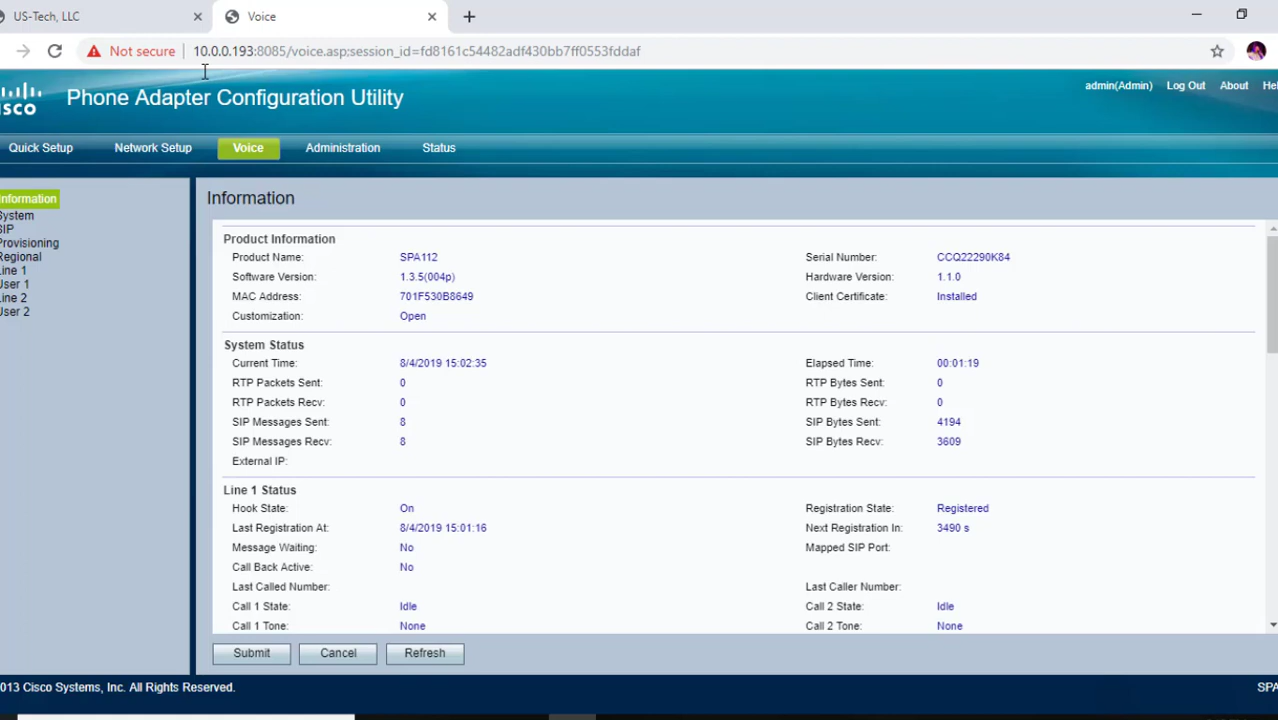 US-Tech, LLC
Voice
Not secure 10.0.0.193:8085/voice.asp;session_id=fd8161c54482adf430bb7ff0553fddaf
isco
Phone Adapter Configuration Utility
admin(Admin) Log Out About Hel
Quick Setup Network Setup Voice Administration Status
Information
System
SIP
Provisioning
Regional
Line 1
User 1
Line 2
User 2
Information
Product Information
Product Name: SPA112 Serial Number: CCQ22290K84
Software Version: 1.3.5(004p) Hardware Version: 1.1.0
MAC Address: 701F530B8649 Client Certificate: Installed
Customization: Open
System Status
Current Time: 8/4/2019 15:02:35 Elapsed Time: 00:01:19
RTP Packets Sent: 0 RTP Bytes Sent: 0
RTP Packets Recv: 0 RTP Bytes Recv: 0
SIP Messages Sent: 8 SIP Bytes Sent: 4194
SIP Messages Recv: 8 SIP Bytes Recv: 3609
External IP:
Line 1 Status
Hook State: On Registration State: Registered
Last Registration At: 8/4/2019 15:01:16 Next Registration In: 3490 s
Message Waiting: No Mapped SIP Port:
Call Back Active: No
Last Called Number: Last Caller Number:
Call 1 State: Idle Call 2 State: Idle
Call 1 Tone: None Call 2 Tone: None
Submit Cancel Refresh
013 Cisco Systems, Inc. All Rights Reserved. SPA